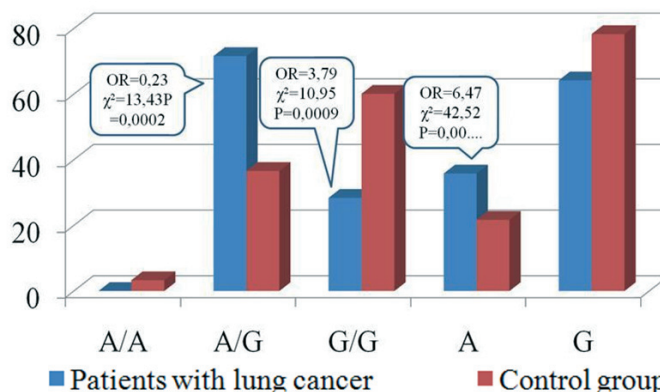 80
60
40
20
0
OR=0,23
χ²=13,43P
=0,0002
OR=3,79
χ²=10,95
P=0,0009
OR=6,47
χ²=42,52
P=0,00....
A/A A/G G/G A G
Patients with lung cancer Control group